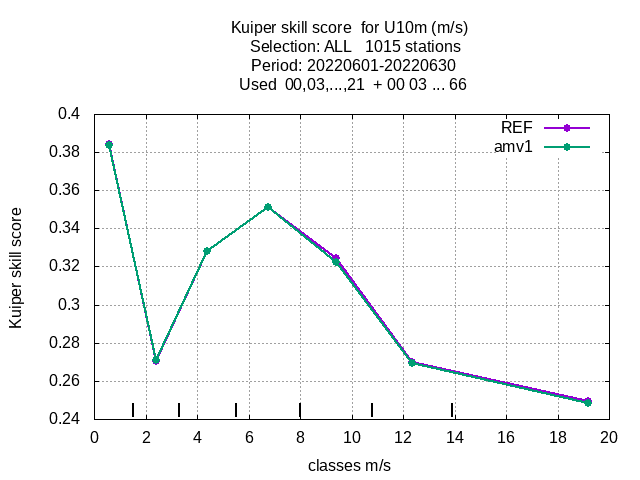 Kuiper skill score  for U10m (m/s)
Selection: ALL   1015 stations
Period: 20220601-20220630
Used  00,03,...,21  + 00 03 ... 66
REF
amv1
Kuiper skill score
0.4
0.38
0.36
0.34
0.32
0.3
0.28
0.26
0.24
0 2 4 6 8 10 12 14 16 18 20
classes m/s